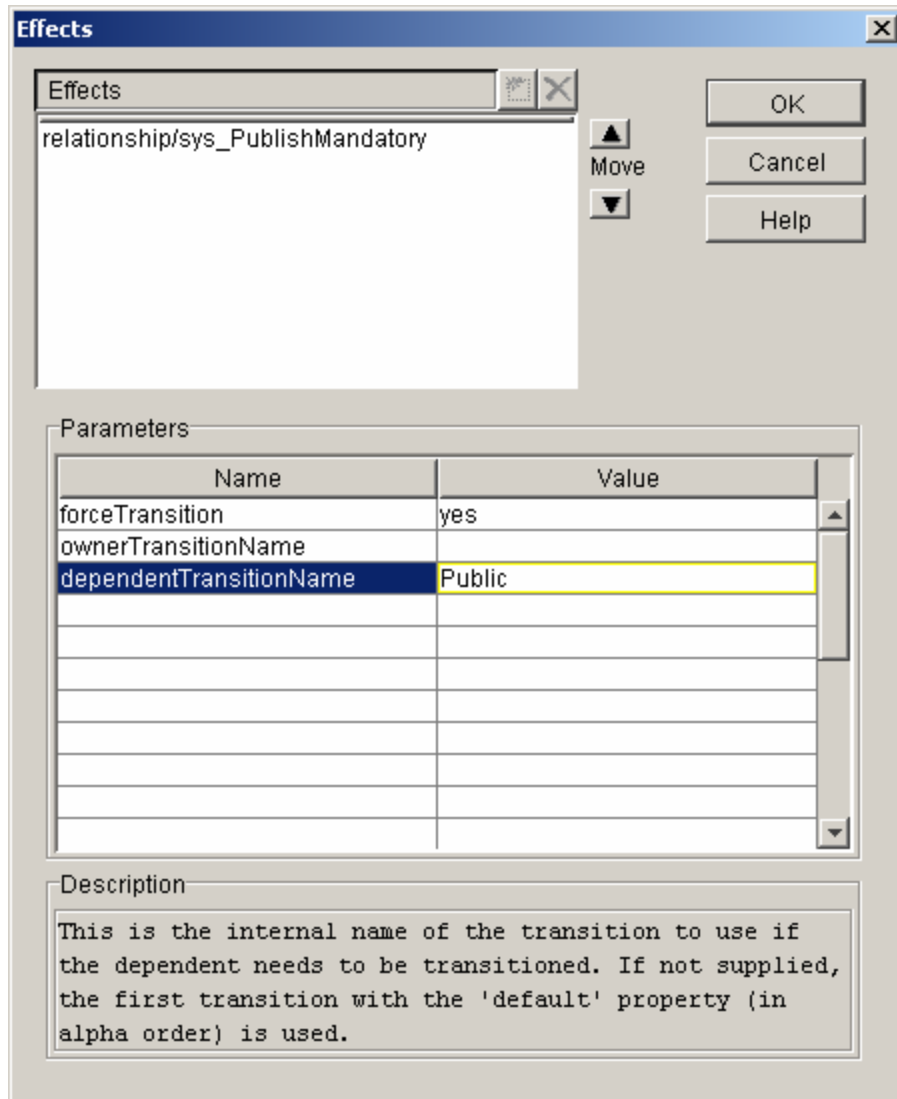 Effects
Effects
OK
relationship/sys_PublishMandatory
Move
Cancel
Help
Parameters
Name Value
forceTransition yes
ownerTransitionName
dependentTransitionName Public
Description
This is the internal name of the transition to use if
the dependent needs to be transitioned. If not supplied,
the first transition with the 'default' property (in
alpha order) is used.